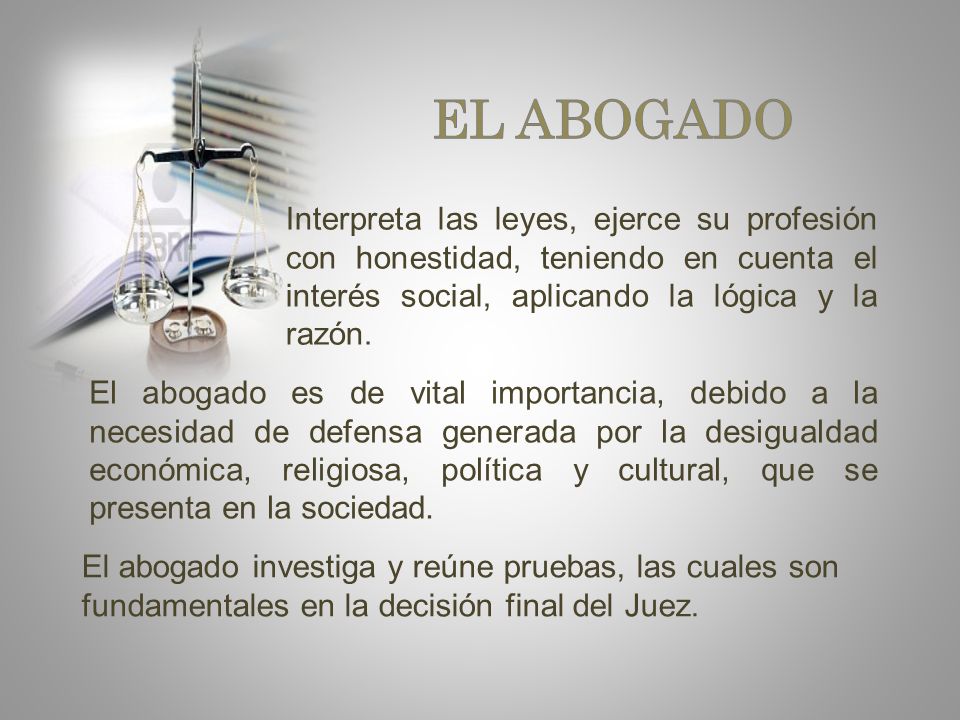 EL ABOGADO
123RF
Interpreta las leyes, ejerce su profesión
con honestidad, teniendo en cuenta el
interés social, aplicando la lógica y la
razón.
El abogado es de vital importancia, debido a la
necesidad de defensa generada por la desigualdad
económica, religiosa, política y cultural, que se
presenta en la sociedad.
El abogado investiga y reúne pruebas, las cuales son
fundamentales en la decisión final del Juez.